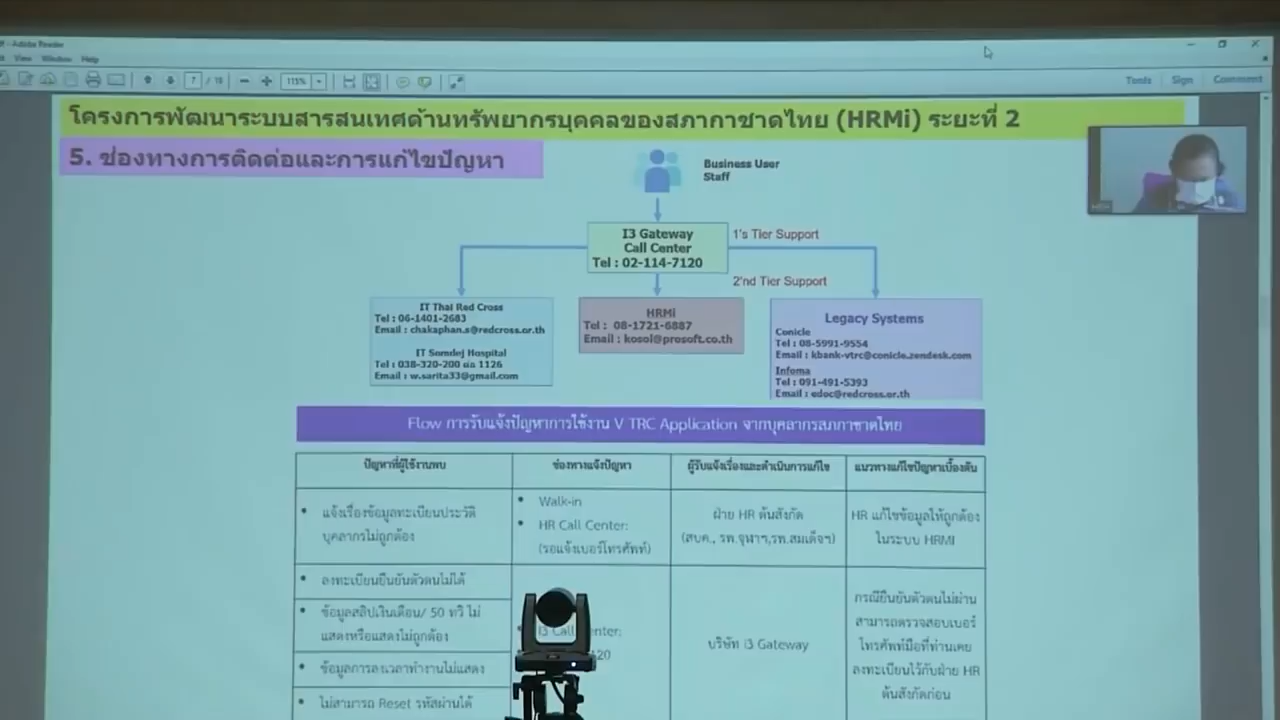 Adobe Reader
View Window Help
7 / 18
115%
Tools Sign Comment
โครงการพัฒนาระบบสารสนเทศด้านทรัพยากรบุคคลของสภากาชาดไทย (HRMi) ระยะที่ 2
5. ช่องทางการติดต่อและการแก้ไขปัญหา
Business User
Staff
I3 Gateway
Call Center
Tel : 02-114-7120
1's Tier Support
2'nd Tier Support
IT Thai Red Cross
Tel : 06-1401-2683
Email : chakaphan.s@redcross.or.th
IT Somdej Hospital
Tel : 038-320-200 ต่อ 1126
Email : w.sarita33@gmail.com
HRMi
Tel : 08-1721-6887
Email : kosol@prosoft.co.th
Legacy Systems
Conicle
Tel : 08-5991-9554
Email : kbank-vtrc@conicle.zendesk.com
Infoma
Tel : 091-491-5393
Email : edoc@redcross.or.th
Flow การรับแจ้งปัญหาการใช้งาน V TRC Application จากบุคลากรสภากาชาดไทย
ปัญหาที่ผู้ใช้งานพบ
ช่องทางแจ้งปัญหา
ผู้รับแจ้งเรื่องและดำเนินการแก้ไข
แนวทางแก้ไขปัญหาเบื้องต้น
• แจ้งเรื่องข้อมูลทะเบียนประวัติ
บุคลากรไม่ถูกต้อง
• Walk-in
• HR Call Center:
(รอแจ้งเบอร์โทรศัพท์)
ฝ่าย HR ต้นสังกัด
(สบค., รพ.จุฬาฯ,รพ.สมเด็จฯ)
HR แก้ไขข้อมูลให้ถูกต้อง
ในระบบ HRMi
• ลงทะเบียนยืนยันตัวตนไม่ได้
• ข้อมูลสลิปเงินเดือน/ 50 ทวิ ไม่
แสดงหรือแสดงไม่ถูกต้อง
• ข้อมูลการลงเวลาทำงานไม่แสดง
• ไม่สามารถ Reset รหัสผ่านได้
บริษัท i3 Gateway
กรณียืนยันตัวตนไม่ผ่าน
สามารถตรวจสอบเบอร์
โทรศัพท์มือที่ท่านเคย
ลงทะเบียนไว้กับฝ่าย HR
ต้นสังกัดก่อน